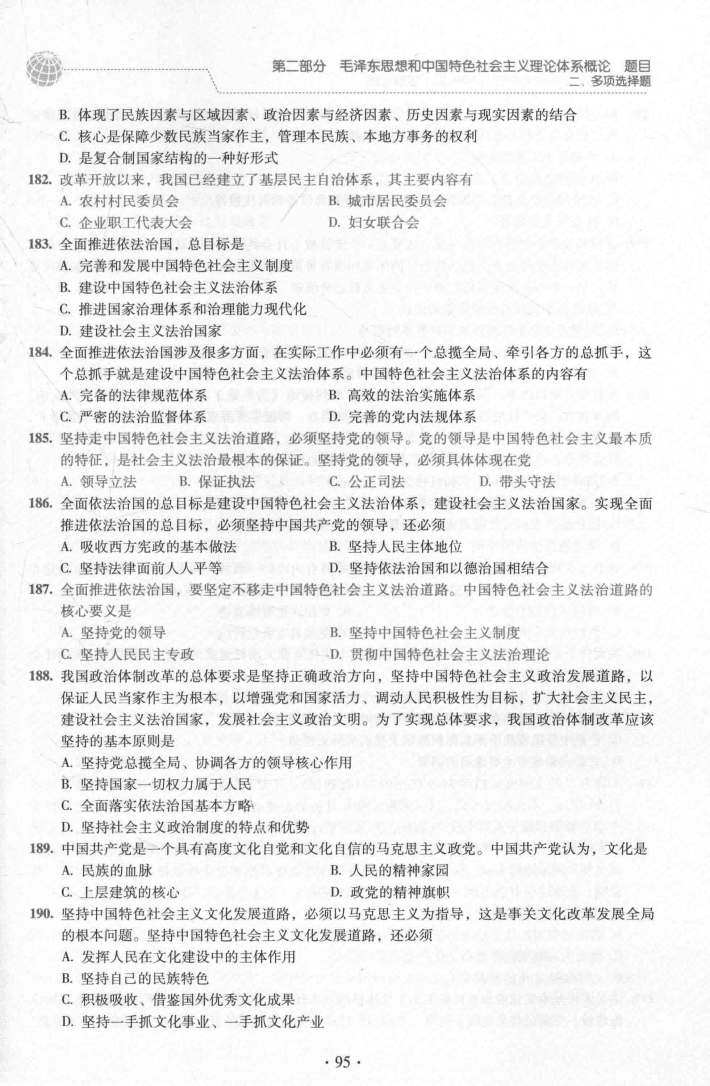 第二部分 毛泽东思想和中国特色社会主义理论体系概论 题目
二、多项选择题
B. 体现了民族因素与区域因素、政治因素与经济因素、历史因素与现实因素的结合
C. 核心是保障少数民族当家作主，管理本民族、本地方事务的权利
D. 是复合制国家结构的一种好形式
182. 改革开放以来，我国已经建立了基层民主自治体系，其主要内容有
A. 农村村民委员会 B. 城市居民委员会
C. 企业职工代表大会 D. 妇女联合会
183. 全面推进依法治国，总目标是
A. 完善和发展中国特色社会主义制度
B. 建设中国特色社会主义法治体系
C. 推进国家治理体系和治理能力现代化
D. 建设社会主义法治国家
184. 全面推进依法治国涉及很多方面，在实际工作中必须有一个总揽全局、牵引各方的总抓手，这
个总抓手就是建设中国特色社会主义法治体系。中国特色社会主义法治体系的内容有
A. 完备的法律规范体系 B. 高效的法治实施体系
C. 严密的法治监督体系 D. 完善的党内法规体系
185. 坚持走中国特色社会主义法治道路，必须坚持党的领导。党的领导是中国特色社会主义最本质
的特征，是社会主义法治最根本的保证。坚持党的领导，必须具体体现在党
A. 领导立法 B. 保证执法 C. 公正司法 D. 带头守法
186. 全面依法治国的总目标是建设中国特色社会主义法治体系，建设社会主义法治国家。实现全面
推进依法治国的总目标，必须坚持中国共产党的领导，还必须
A. 吸收西方宪政的基本做法 B. 坚持人民主体地位
C. 坚持法律面前人人平等 D. 坚持依法治国和以德治国相结合
187. 全面推进依法治国，要坚定不移走中国特色社会主义法治道路。中国特色社会主义法治道路的
核心要义是
A. 坚持党的领导 B. 坚持中国特色社会主义制度
C. 坚持人民民主专政 D. 贯彻中国特色社会主义法治理论
188. 我国政治体制改革的总体要求是坚持正确政治方向，坚持中国特色社会主义政治发展道路，以
保证人民当家作主为根本，以增强党和国家活力、调动人民积极性为目标，扩大社会主义民主，
建设社会主义法治国家，发展社会主义政治文明。为了实现总体要求，我国政治体制改革应该
坚持的基本原则是
A. 坚持党总揽全局、协调各方的领导核心作用
B. 坚持国家一切权力属于人民
C. 全面落实依法治国基本方略
D. 坚持社会主义政治制度的特点和优势
189. 中国共产党是一个具有高度文化自觉和文化自信的马克思主义政党。中国共产党认为，文化是
A. 民族的血脉 B. 人民的精神家园
C. 上层建筑的核心 D. 政党的精神旗帜
190. 坚持中国特色社会主义文化发展道路，必须以马克思主义为指导，这是事关文化改革发展全局
的根本问题。坚持中国特色社会主义文化发展道路，还必须
A. 发挥人民在文化建设中的主体作用
B. 坚持自己的民族特色
C. 积极吸收、借鉴国外优秀文化成果
D. 坚持一手抓文化事业、一手抓文化产业
· 95 ·